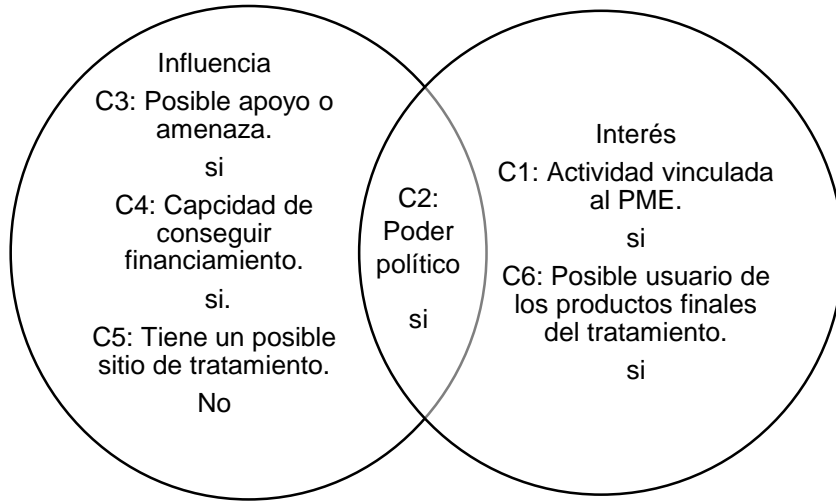 Influencia
C3: Posible apoyo o
amenaza.
si
C4: Capcidad de
conseguir
financiamiento.
si.
C5: Tiene un posible
sitio de tratamiento.
No
C2:
Poder
político
si
Interés
C1: Actividad vinculada
al PME.
si
C6: Posible usuario de
los productos finales
del tratamiento.
si